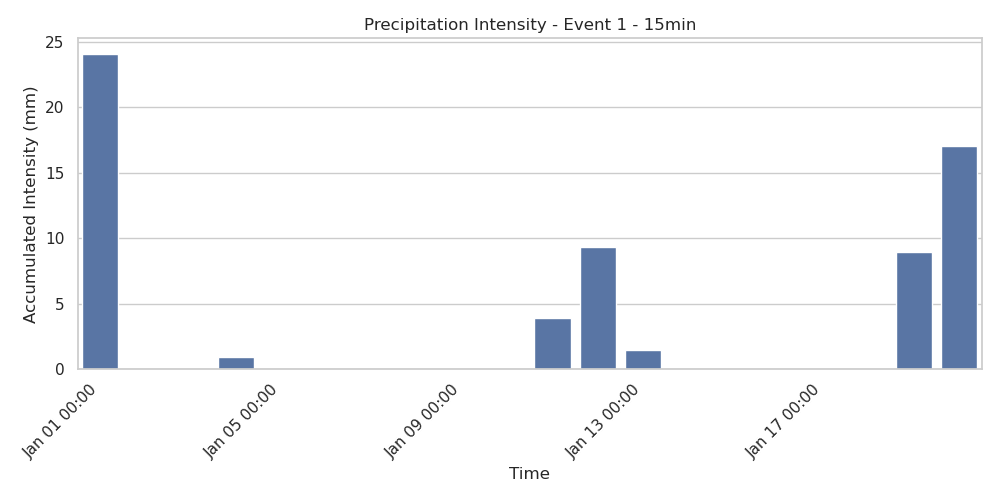 Precipitation Intensity - Event 1 - 15min
Accumulated Intensity (mm)
25
20
15
10
5
0
Jan 01 00:00
Jan 05 00:00
Jan 09 00:00
Jan 13 00:00
Jan 17 00:00
Time